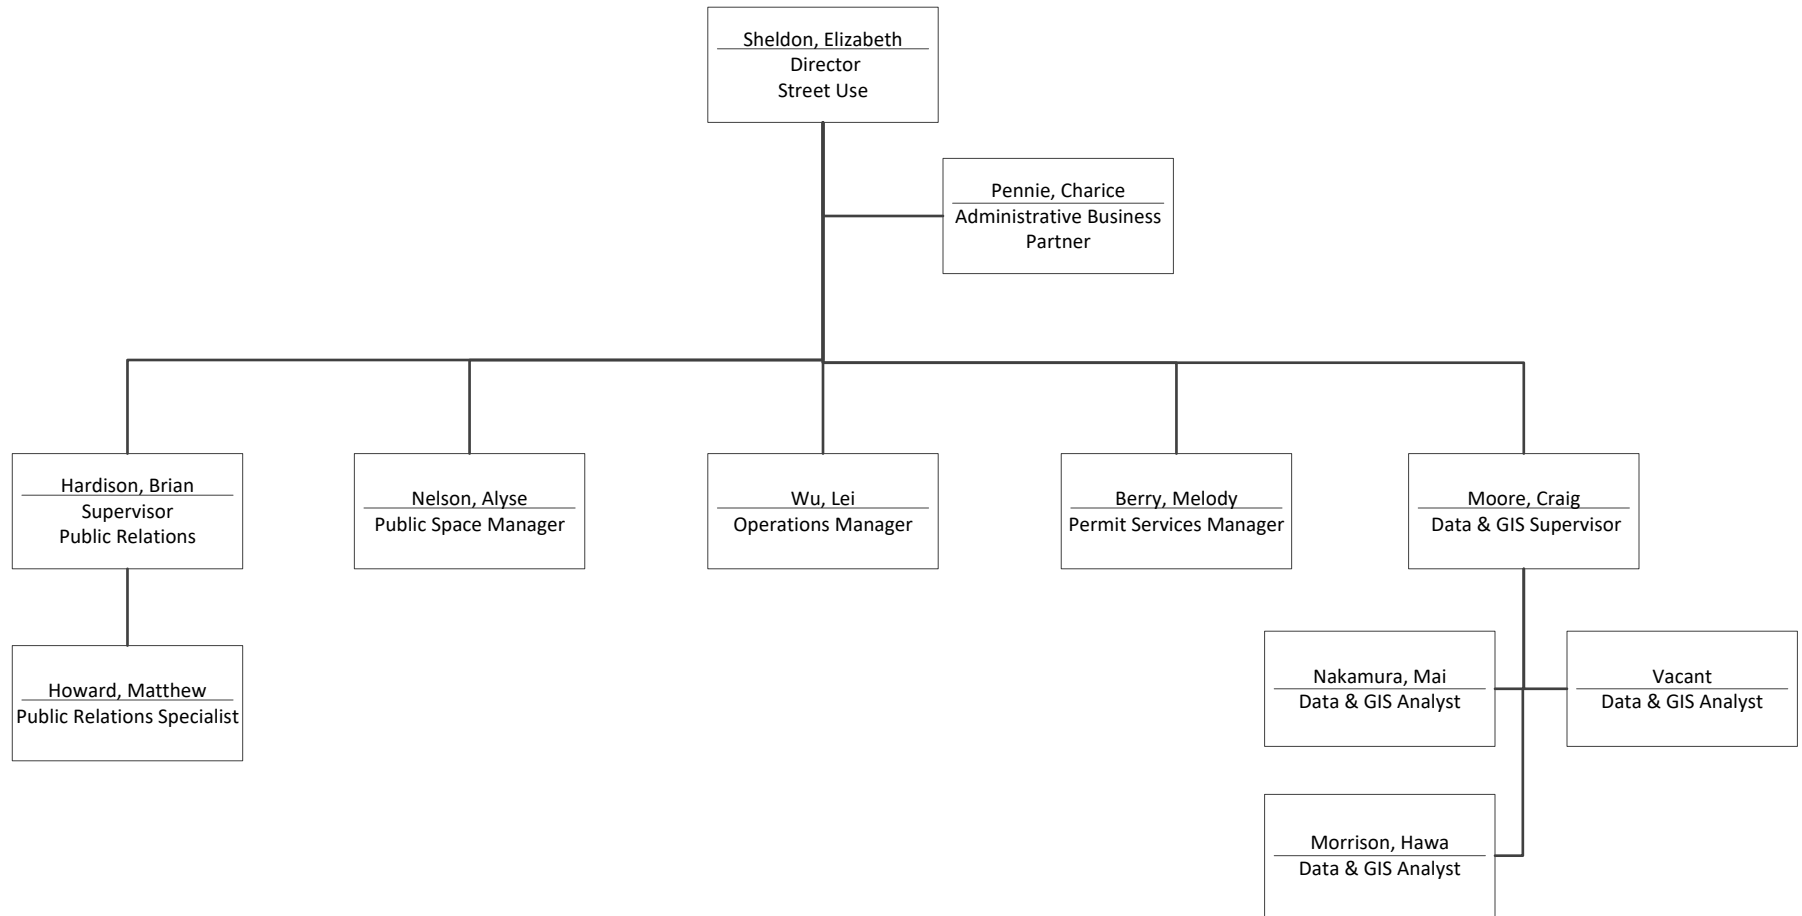 Sheldon, Elizabeth
Director
Street Use
Pennie, Charice
Administrative Business
Partner
Hardison, Brian
Supervisor
Public Relations
Nelson, Alyse
Public Space Manager
Wu, Lei
Operations Manager
Berry, Melody
Permit Services Manager
Moore, Craig
Data & GIS Supervisor
Howard, Matthew
Public Relations Specialist
Nakamura, Mai
Data & GIS Analyst
Vacant
Data & GIS Analyst
Morrison, Hawa
Data & GIS Analyst